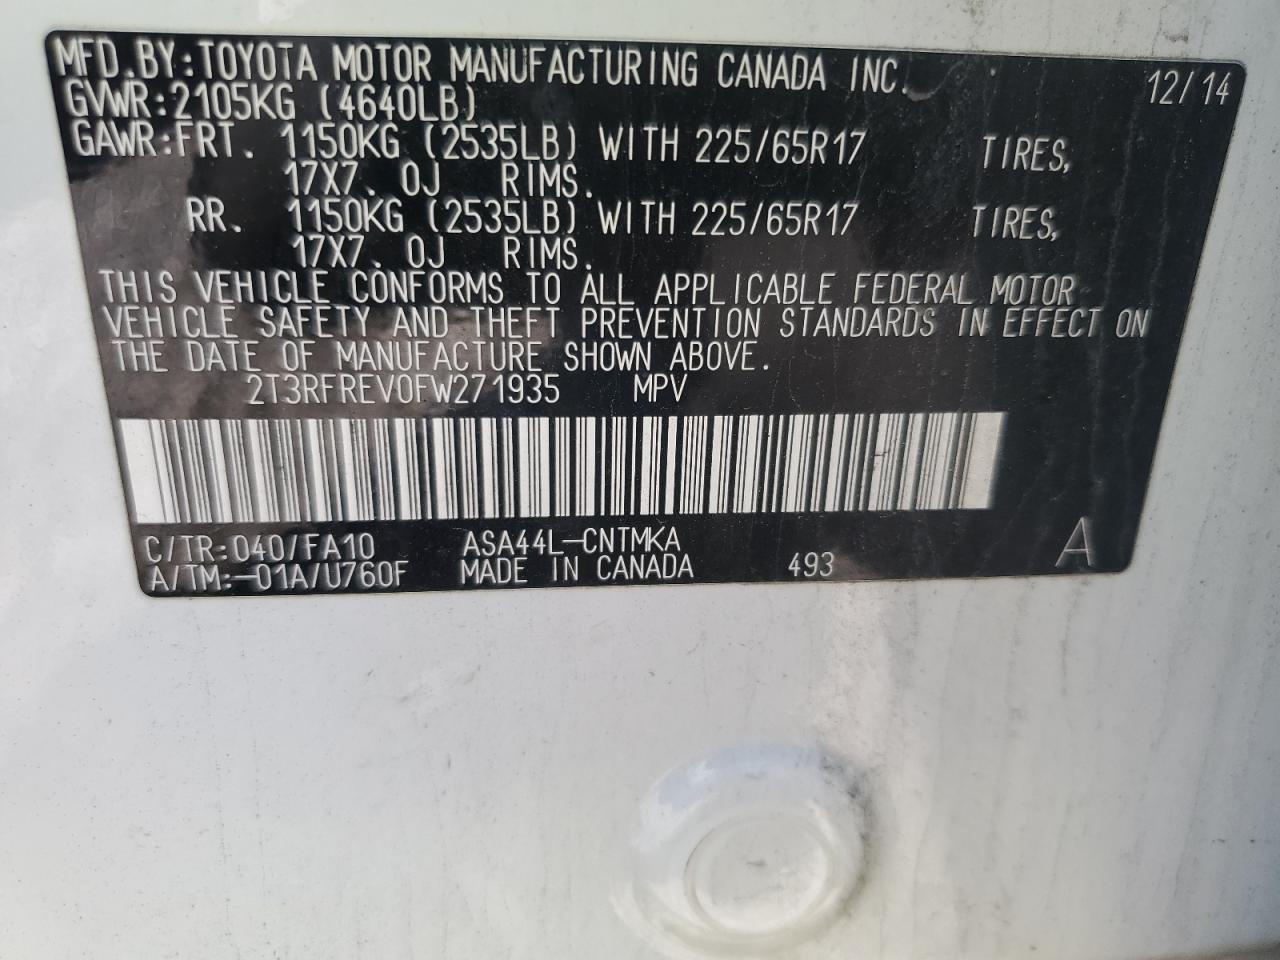 MFD.BY:TOYOTA MOTOR MANUFACTURING CANADA INC. 12/14
GVWR:2105KG (4640LB)
GAWR:FRT. 1150KG (2535LB) WITH 225/65R17 TIRES,
17X7. 0J RIMS.
RR. 1150KG (2535LB) WITH 225/65R17 TIRES,
17X7. 0J RIMS.
THIS VEHICLE CONFORMS TO ALL APPLICABLE FEDERAL MOTOR
VEHICLE SAFETY AND THEFT PREVENTION STANDARDS IN EFFECT ON
THE DATE OF MANUFACTURE SHOWN ABOVE.
2T3RFREV0FW271935 MPV
C/TR:040/FA10 ASA44L-CNTMKA
A/TM:-01A/U760F MADE IN CANADA 493 A